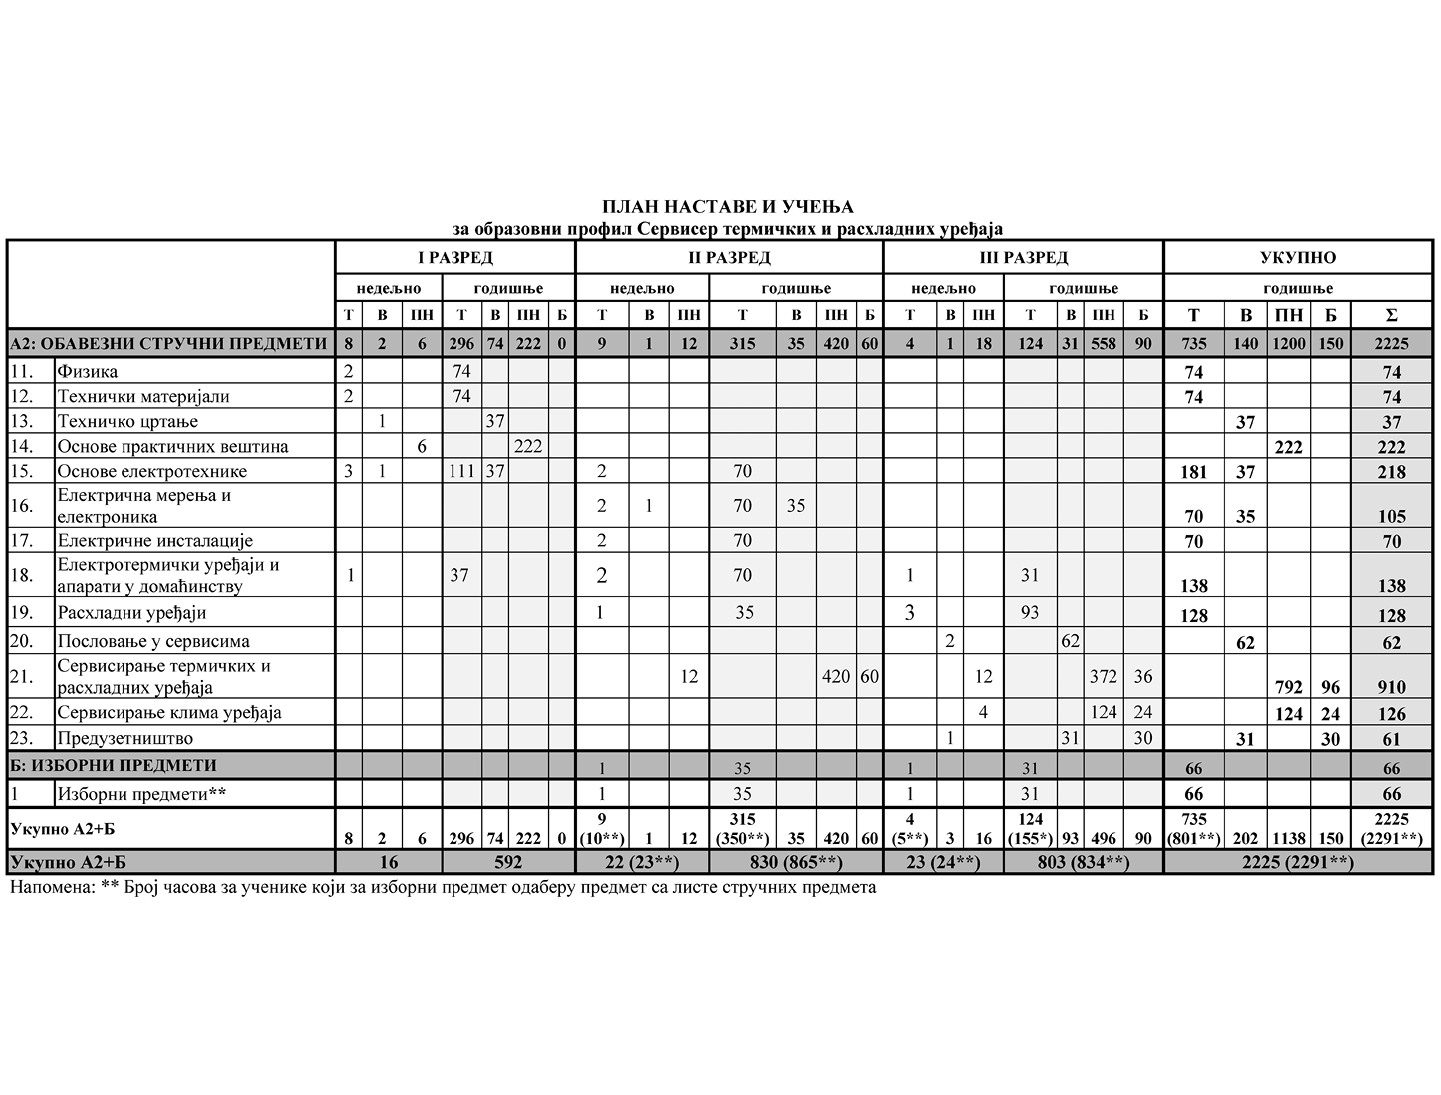 ПЛАН НАСТАВЕ И УЧЕЊА
за образовни профил Сервисер термичких и расхладних уређаја
I РАЗРЕД II РАЗРЕД III РАЗРЕД УКУПНО
недељно годишње недељно годишње недељно годишње годишње
Т В ПН Т В ПН Б Т В ПН Т В ПН Б Т В ПН Т В ПН Б Т В ПН Б Σ
А2: ОБАВЕЗНИ СТРУЧНИ ПРЕДМЕТИ 8 2 6 296 74 222 0 9 1 12 315 35 420 60 4 1 18 124 31 558 90 735 140 1200 150 2225
11. Физика 2 74 74 74
12. Технички материјали 2 74 74 74
13. Техничко цртање 1 37 37 37
14. Основе практичних вештина 6 222 222 222
15. Основе електротехнике 3 1 111 37 2 70 181 37 218
16. Електрична мерења и
електроника 2 1 70 35 70 35 105
17. Електричне инсталације 2 70 70 70
18. Електротермички уређаји и
апарати у домаћинству 1 37 2 70 1 31 138 138
19. Расхладни уређаји 1 35 3 93 128 128
20. Пословање у сервисима 2 62 62 62
21. Сервисирање термичких и
расхладних уређаја 12 420 60 12 372 36 792 96 910
22. Сервисирање клима уређаја 4 124 24 124 24 126
23. Предузетништво 1 31 30 31 30 61
Б: ИЗБОРНИ ПРЕДМЕТИ 1 35 1 31 66 66
1 Изборни предмети** 1 35 1 31 66 66
Укупно А2+Б 8 2 6 296 74 222 0 9 (10**) 1 12 315 (350**) 35 420 60 4 (5**) 3 16 124 (155*) 93 496 90 735 (801**) 202 1138 150 2225 (2291**)
Укупно А2+Б 16 592 22 (23**) 830 (865**) 23 (24**) 803 (834**) 2225 (2291**)
Напомена: ** Број часова за ученике који за изборни предмет одаберу предмет са листе стручних предмета